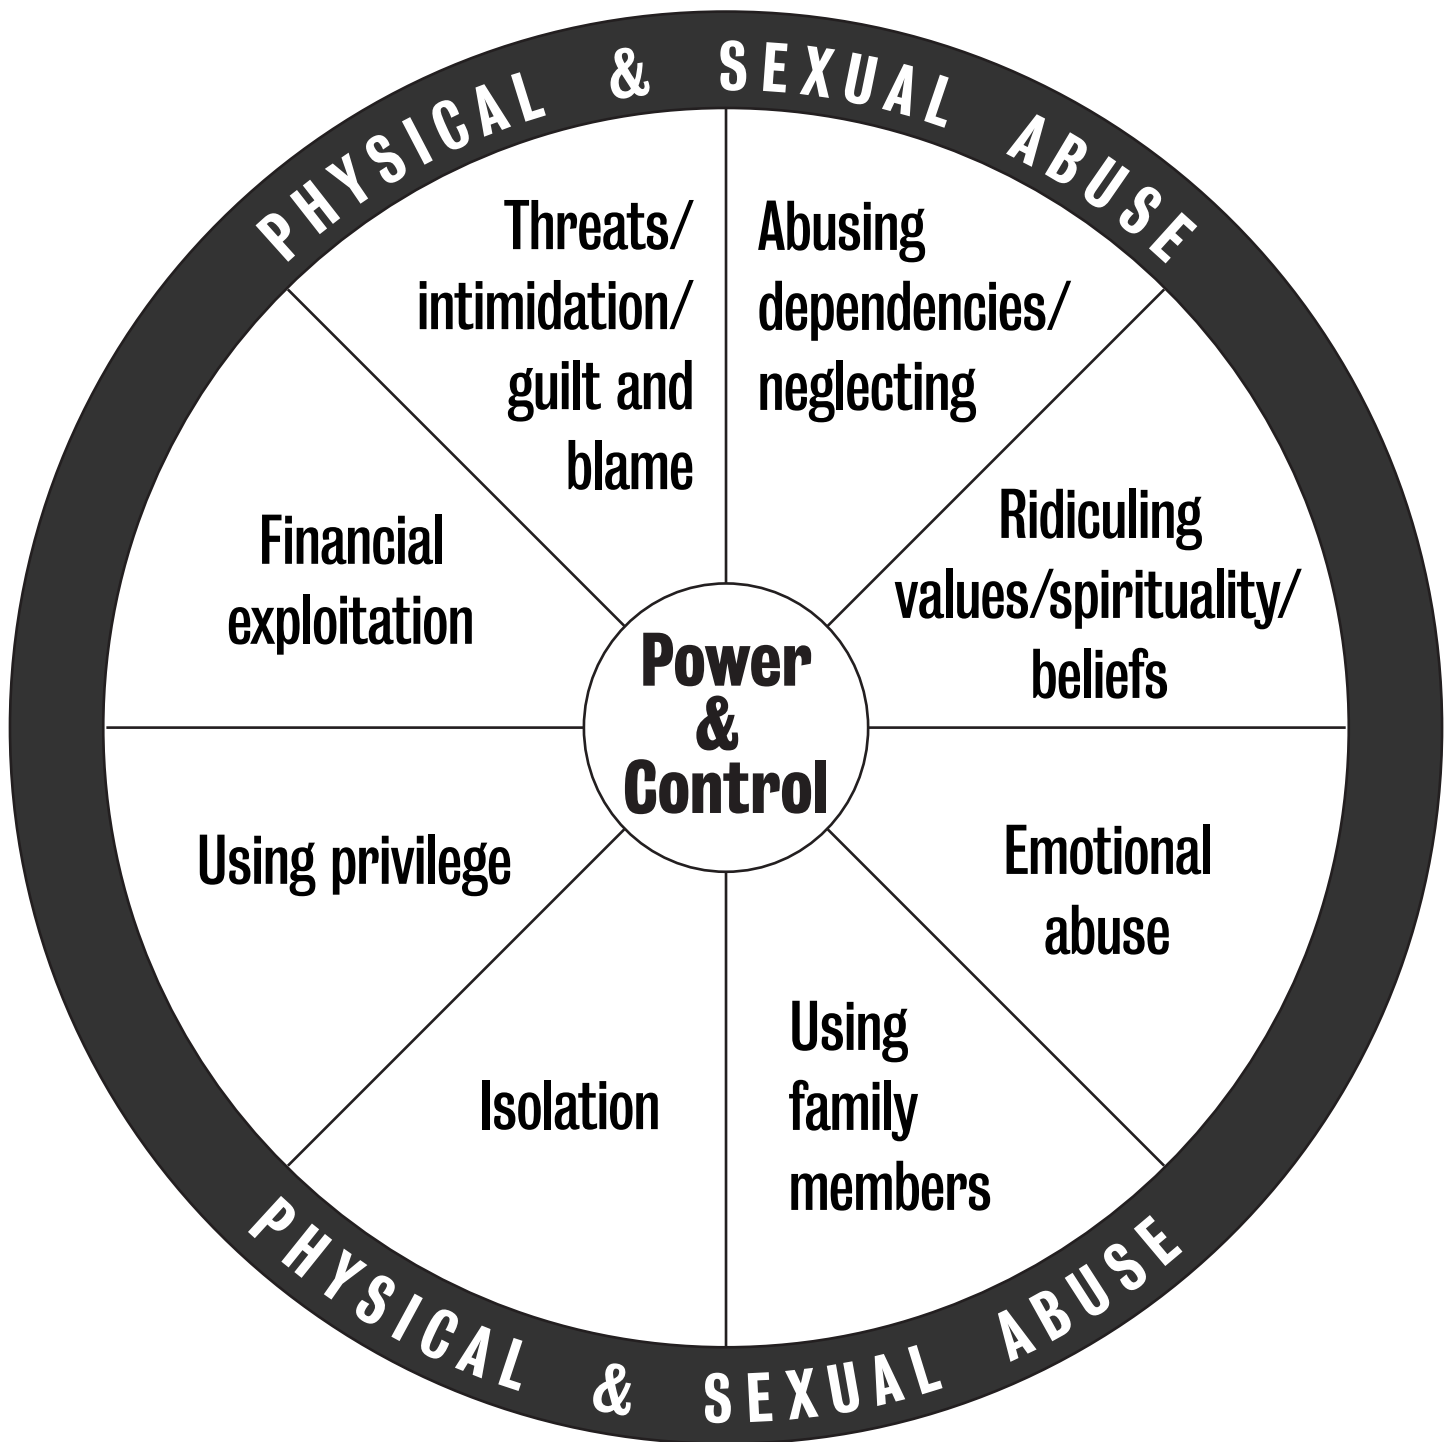 PHYSICAL & SEXUAL ABUSE
Threats/
intimidation/
guilt and
blame
Abusing
dependencies/
neglecting
Financial
exploitation
Ridiculing
values/spirituality/
beliefs
Power
&
Control
Using privilege
Emotional
abuse
Isolation
Using
family
members
PHYSICAL & SEXUAL ABUSE